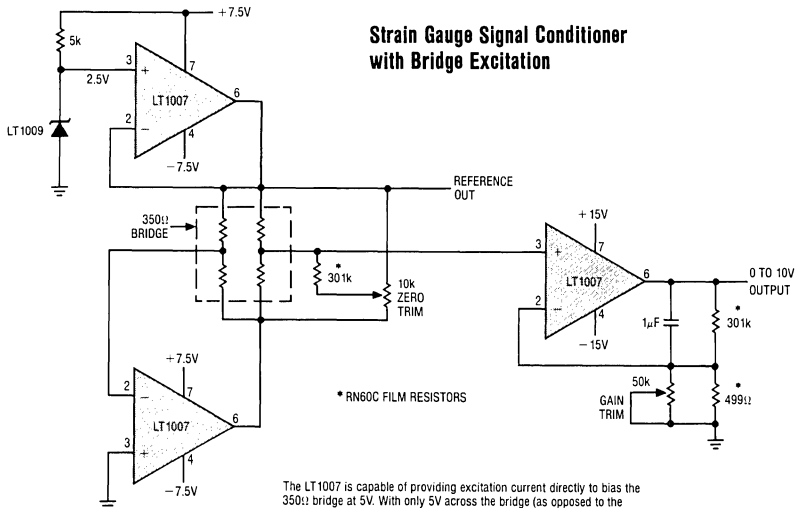 Strain Gauge Signal Conditioner
with Bridge Excitation
+7.5V
5k
3
+
7
2.5V
LT1007
6
LT1009
2
−
4
−7.5V
REFERENCE
OUT
350Ω
BRIDGE
*
301k
10k
ZERO
TRIM
+15V
3
+
7
LT1007
6
0 TO 10V
OUTPUT
2
−
4
−15V
1µF
*
301k
50k
GAIN
TRIM
*
499Ω
+7.5V
2
−
7
LT1007
6
3
+
4
−7.5V
* RN60C FILM RESISTORS
The LT1007 is capable of providing excitation current directly to bias the
350Ω bridge at 5V. With only 5V across the bridge (as opposed to the